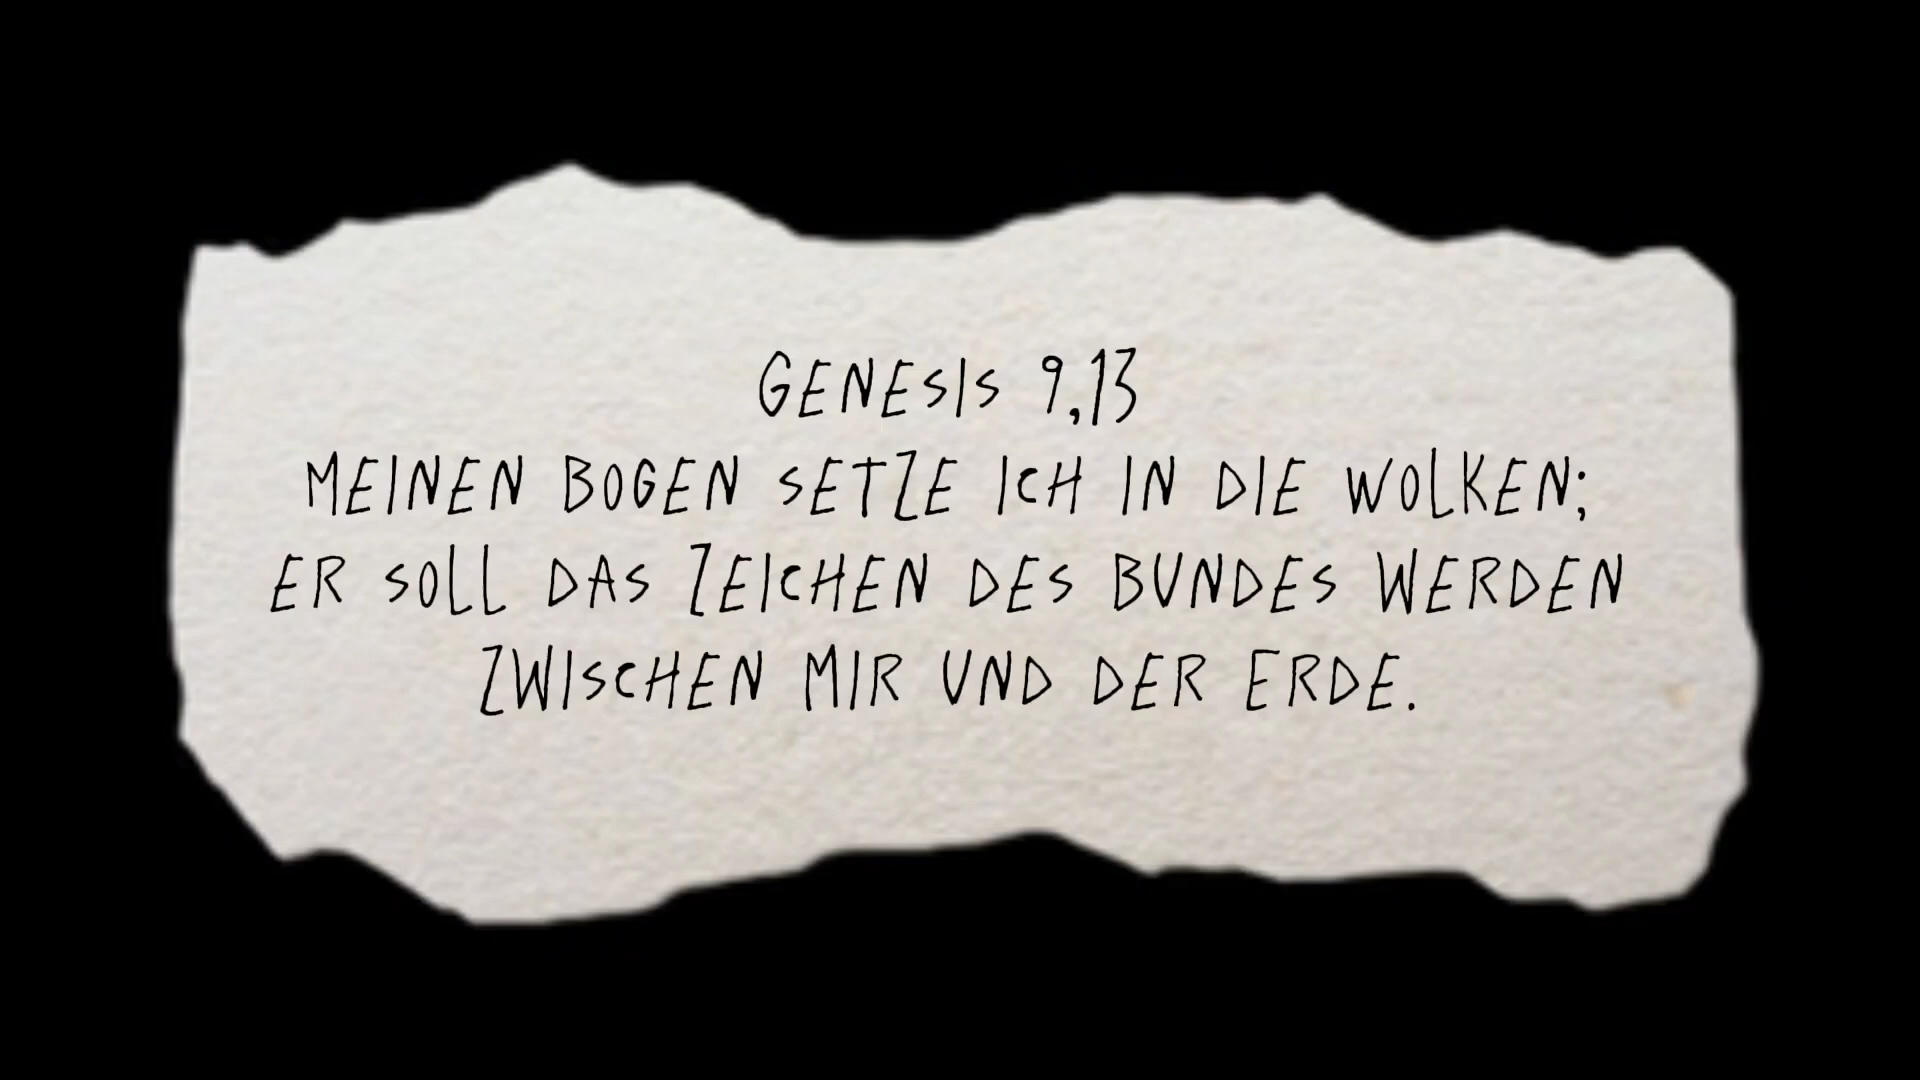 GENESIS 9,13
MEINEN BOGEN SETZE ICH IN DIE WOLKEN;
ER SOLL DAS ZEICHEN DES BUNDES WERDEN
ZWISCHEN MIR UND DER ERDE.